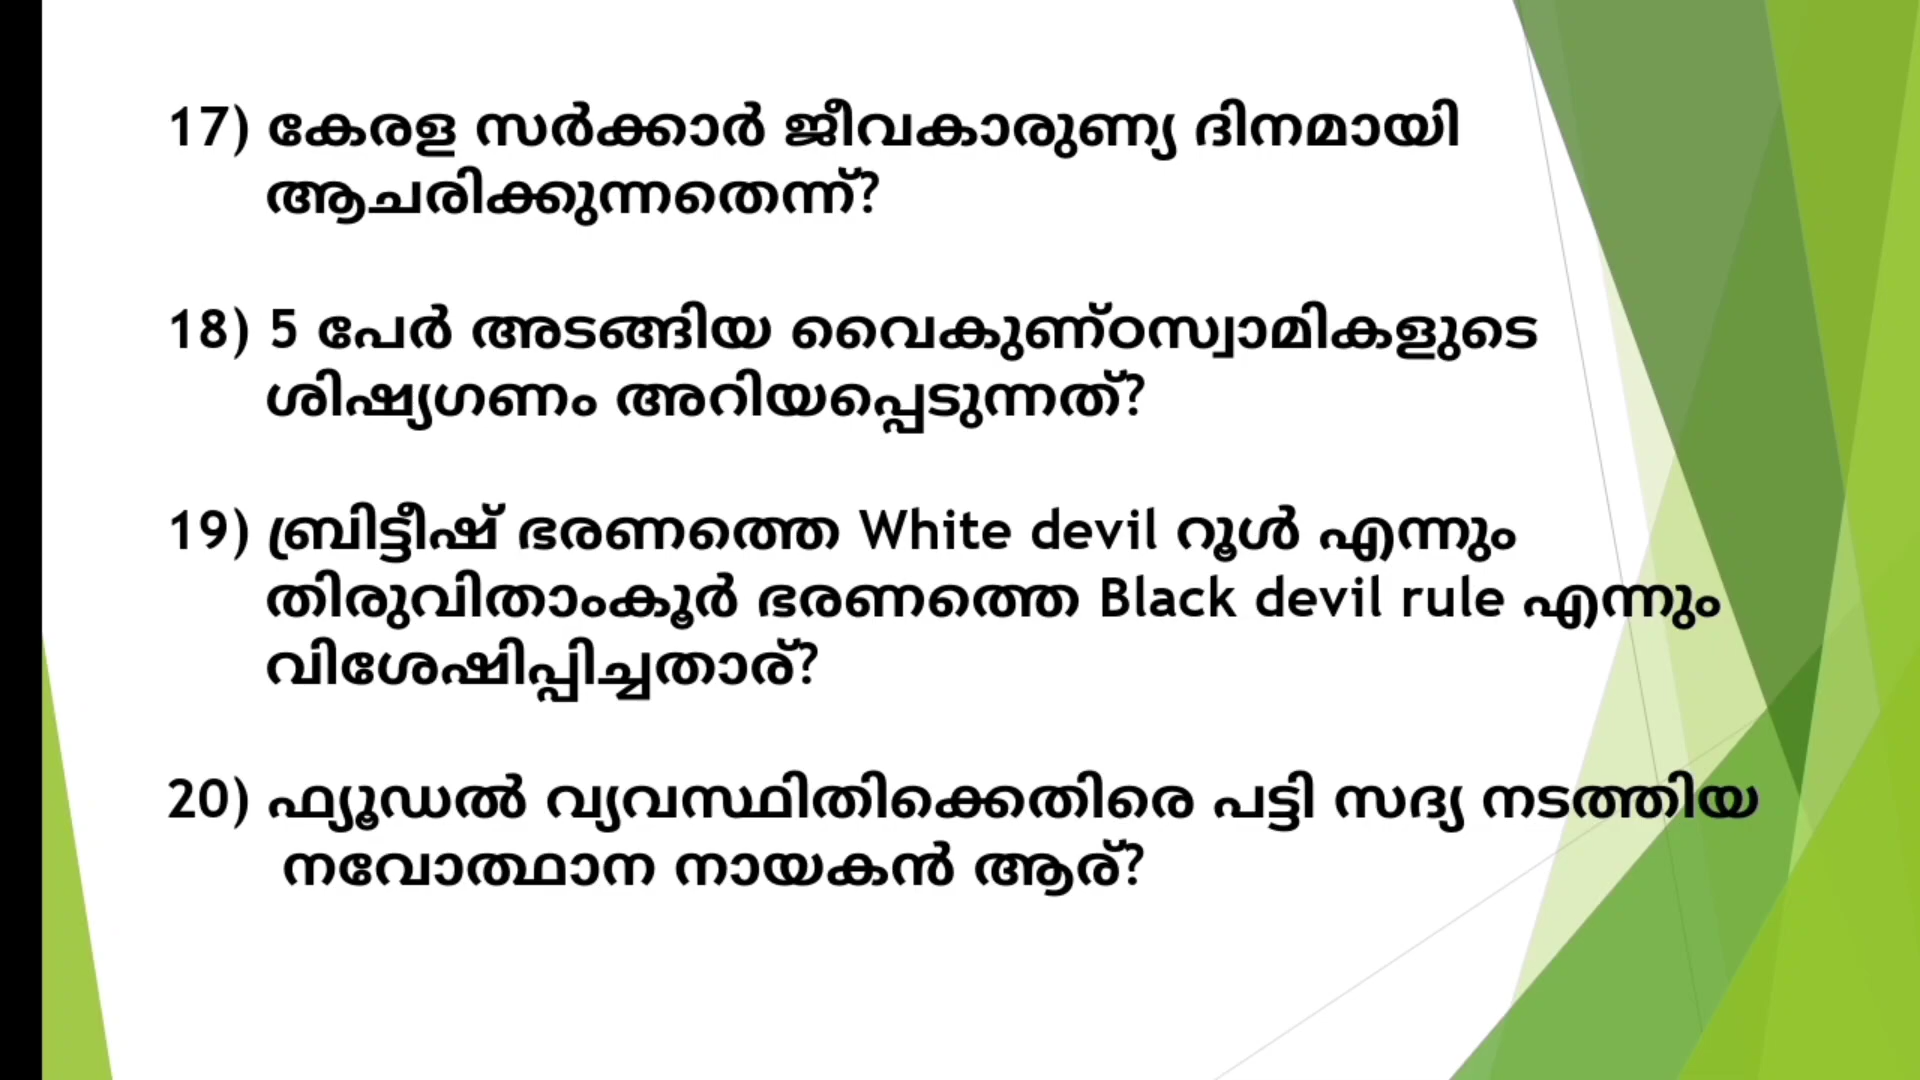 17) കേരള സർക്കാർ ജീവകാരുണ്യ ദിനമായി
ആചരിക്കുന്നതെന്ന്?
18) 5 പേർ അടങ്ങിയ വൈകുണ്ഠസ്വാമികളുടെ
ശിഷ്യഗണം അറിയപ്പെടുന്നത്?
19) ബ്രിട്ടീഷ് ഭരണത്തെ White devil റൂൾ എന്നും
തിരുവിതാംകൂർ ഭരണത്തെ Black devil rule എന്നും
വിശേഷിപ്പിച്ചതാര്?
20) ഫ്യൂഡൽ വ്യവസ്ഥിതിക്കെതിരെ പട്ടി സദ്യ നടത്തിയ
നവോത്ഥാന നായകൻ ആര്?